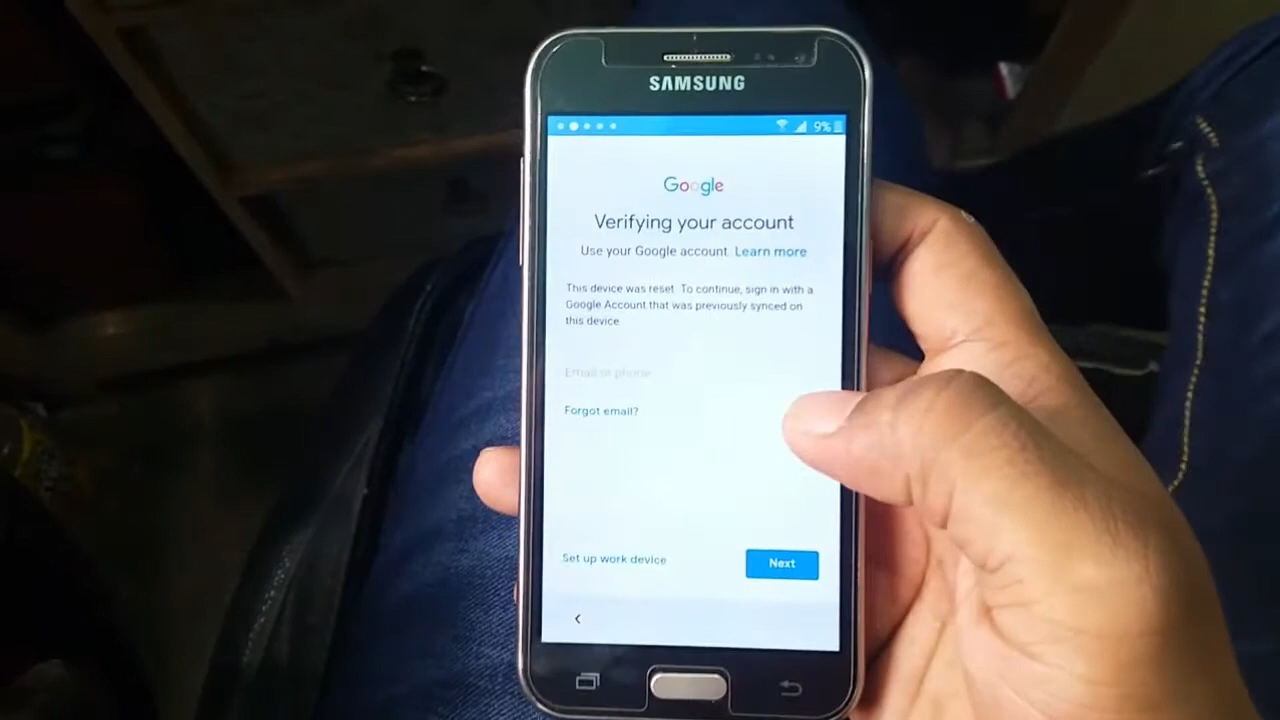 SAMSUNG
9%
Google
Verifying your account
Use your Google account. Learn more
This device was reset. To continue, sign in with a
Google Account that was previously synced on
this device
Email or phone
Forgot email?
Set up work device
Next